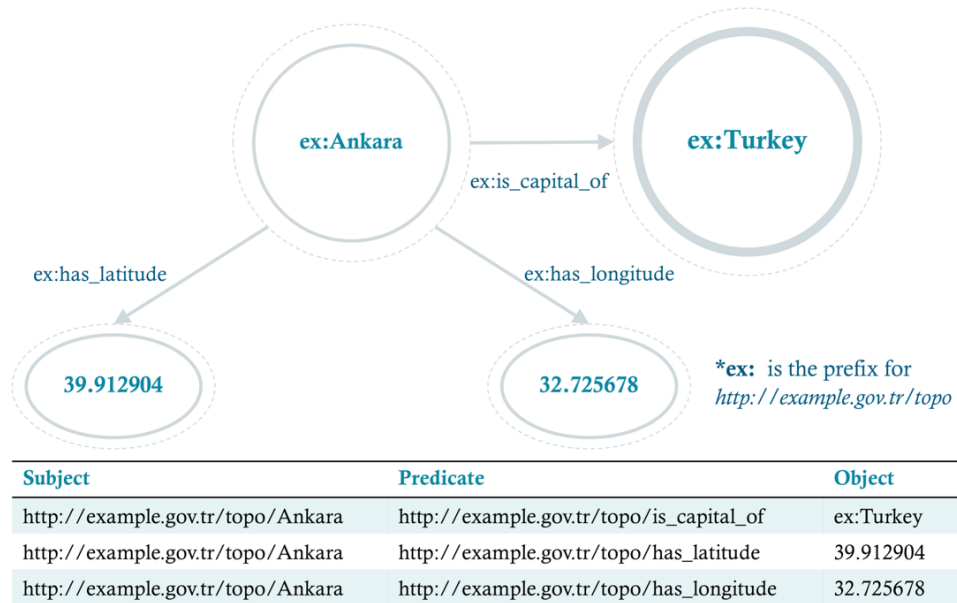 ex:Ankara
ex:Turkey
ex:is_capital_of
ex:has_latitude
ex:has_longitude
39.912904
32.725678
*ex: is the prefix for
http://example.gov.tr/topo
Subject Predicate Object
http://example.gov.tr/topo/Ankara http://example.gov.tr/topo/is_capital_of ex:Turkey
http://example.gov.tr/topo/Ankara http://example.gov.tr/topo/has_latitude 39.912904
http://example.gov.tr/topo/Ankara http://example.gov.tr/topo/has_longitude 32.725678